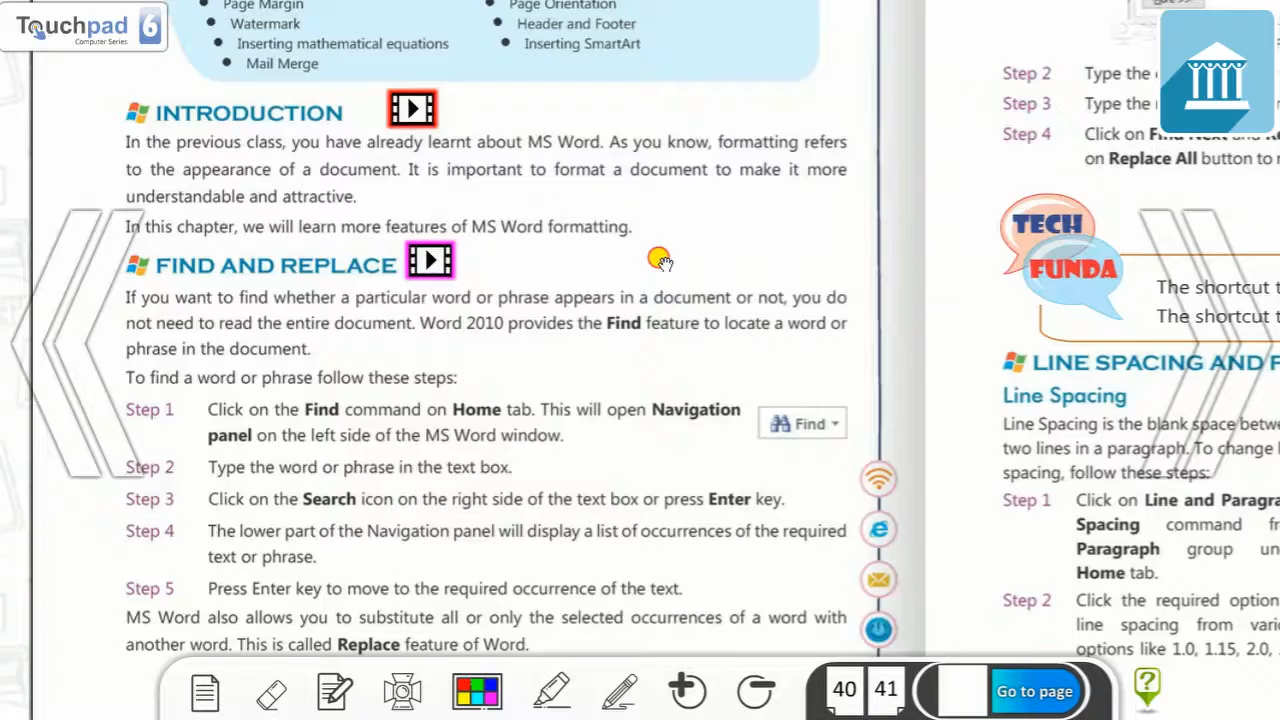 Touchpad 6
Computer Series
Page Margin
Watermark
Inserting mathematical equations
Mail Merge
Page Orientation
Header and Footer
Inserting SmartArt
INTRODUCTION
In the previous class, you have already learnt about MS Word. As you know, formatting refers
to the appearance of a document. It is important to format a document to make it more
understandable and attractive.
In this chapter, we will learn more features of MS Word formatting.
FIND AND REPLACE
If you want to find whether a particular word or phrase appears in a document or not, you do
not need to read the entire document. Word 2010 provides the Find feature to locate a word or
phrase in the document.
To find a word or phrase follow these steps:
Step 1 Click on the Find command on Home tab. This will open Navigation
panel on the left side of the MS Word window.
Find
Step 2 Type the word or phrase in the text box.
Step 3 Click on the Search icon on the right side of the text box or press Enter key.
Step 4 The lower part of the Navigation panel will display a list of occurrences of the required
text or phrase.
Step 5 Press Enter key to move to the required occurrence of the text.
MS Word also allows you to substitute all or only the selected occurrences of a word with
another word. This is called Replace feature of Word.
Step 2 Type the
Step 3 Type the
Step 4 Click on Find Next and
on Replace All button to
TECH
FUNDA
The shortcut
The shortcut
LINE SPACING AND
Line Spacing
Line Spacing is the blank space
two lines in a paragraph. To change
spacing, follow these steps:
Step 1 Click on Line and
Spacing command
Paragraph group
Home tab.
Step 2 Click the required
line spacing from
options like 1.0, 1.15, 2.0,
40 41
Go to page